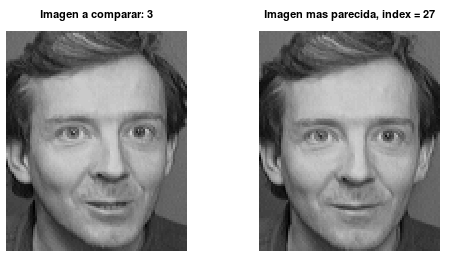 Imagen a comparar: 3
Imagen mas parecida, index = 27